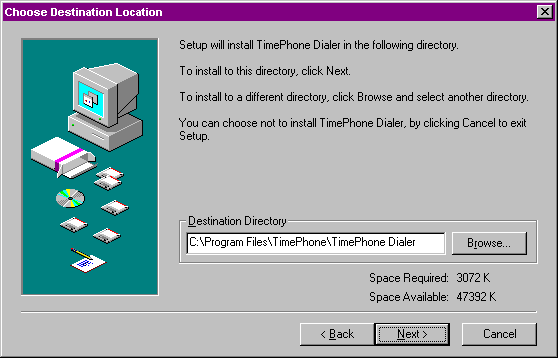 Choose Destination Location
Setup will install TimePhone Dialer in the following directory.
To install to this directory, click Next.
To install to a different directory, click Browse and select another directory.
You can choose not to install TimePhone Dialer, by clicking Cancel to exit
Setup.
Destination Directory
C:\Program Files\TimePhone\TimePhone Dialer
Browse...
Space Required: 3072 K
Space Available: 47392 K
< Back
Next >
Cancel